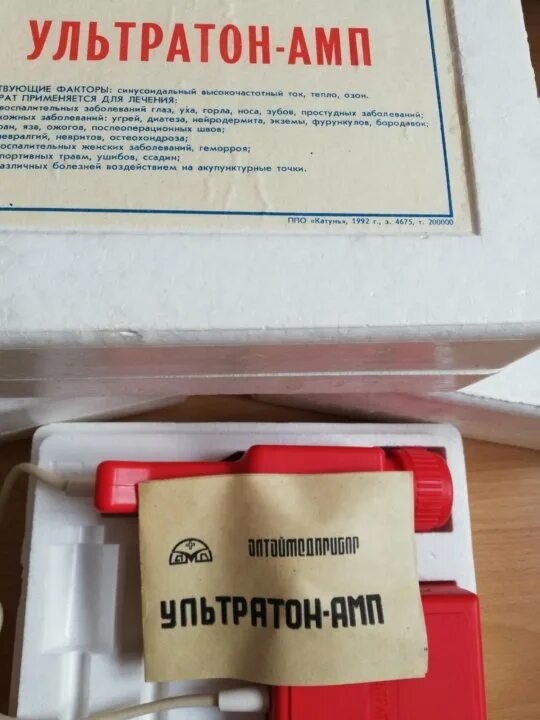 УЛЬТРАТОН-АМП
ТВУЮЩИЕ ФАКТОРЫ: синусоидальный высокочастотный ток, тепло, озон.
РАТ ПРИМЕНЯЕТСЯ ДЛЯ ЛЕЧЕНИЯ:
воспалительных заболеваний глаз, уха, горла, носа, зубов, простудных заболеваний;
кожных заболеваний: угрей, диатеза, нейродермита, экземы, фурункулов, бородавок;
ран, язв, ожогов, послеоперационных швов;
невралгий, невритов, остеохондроза;
воспалительных женских заболеваний, геморроя;
спортивных травм, ушибов, ссадин;
различных болезней воздействием на акупунктурные точки.
ППО «Катунь», 1992 г., з. 4675, т. 200000
АМП
алтаймедприбор
УЛЬТРАТОН-АМП